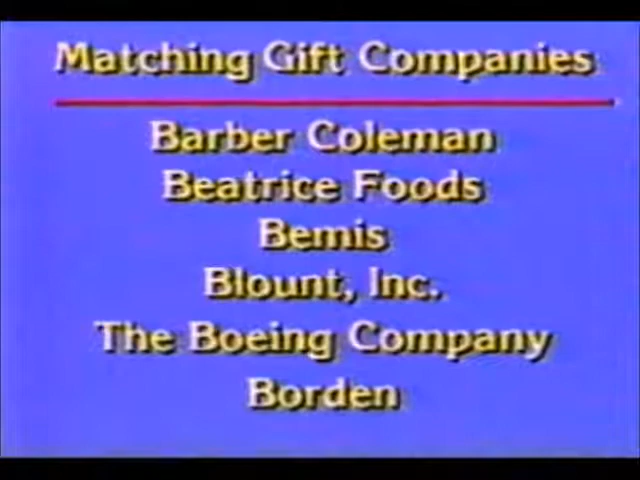 Matching Gift Companies
Barber Coleman
Beatrice Foods
Bemis
Blount, Inc.
The Boeing Company
Borden